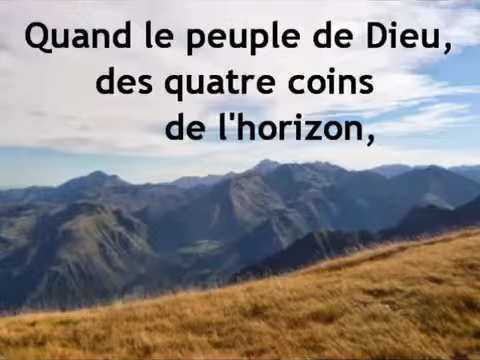 Quand le peuple de Dieu,
des quatre coins
de l'horizon,